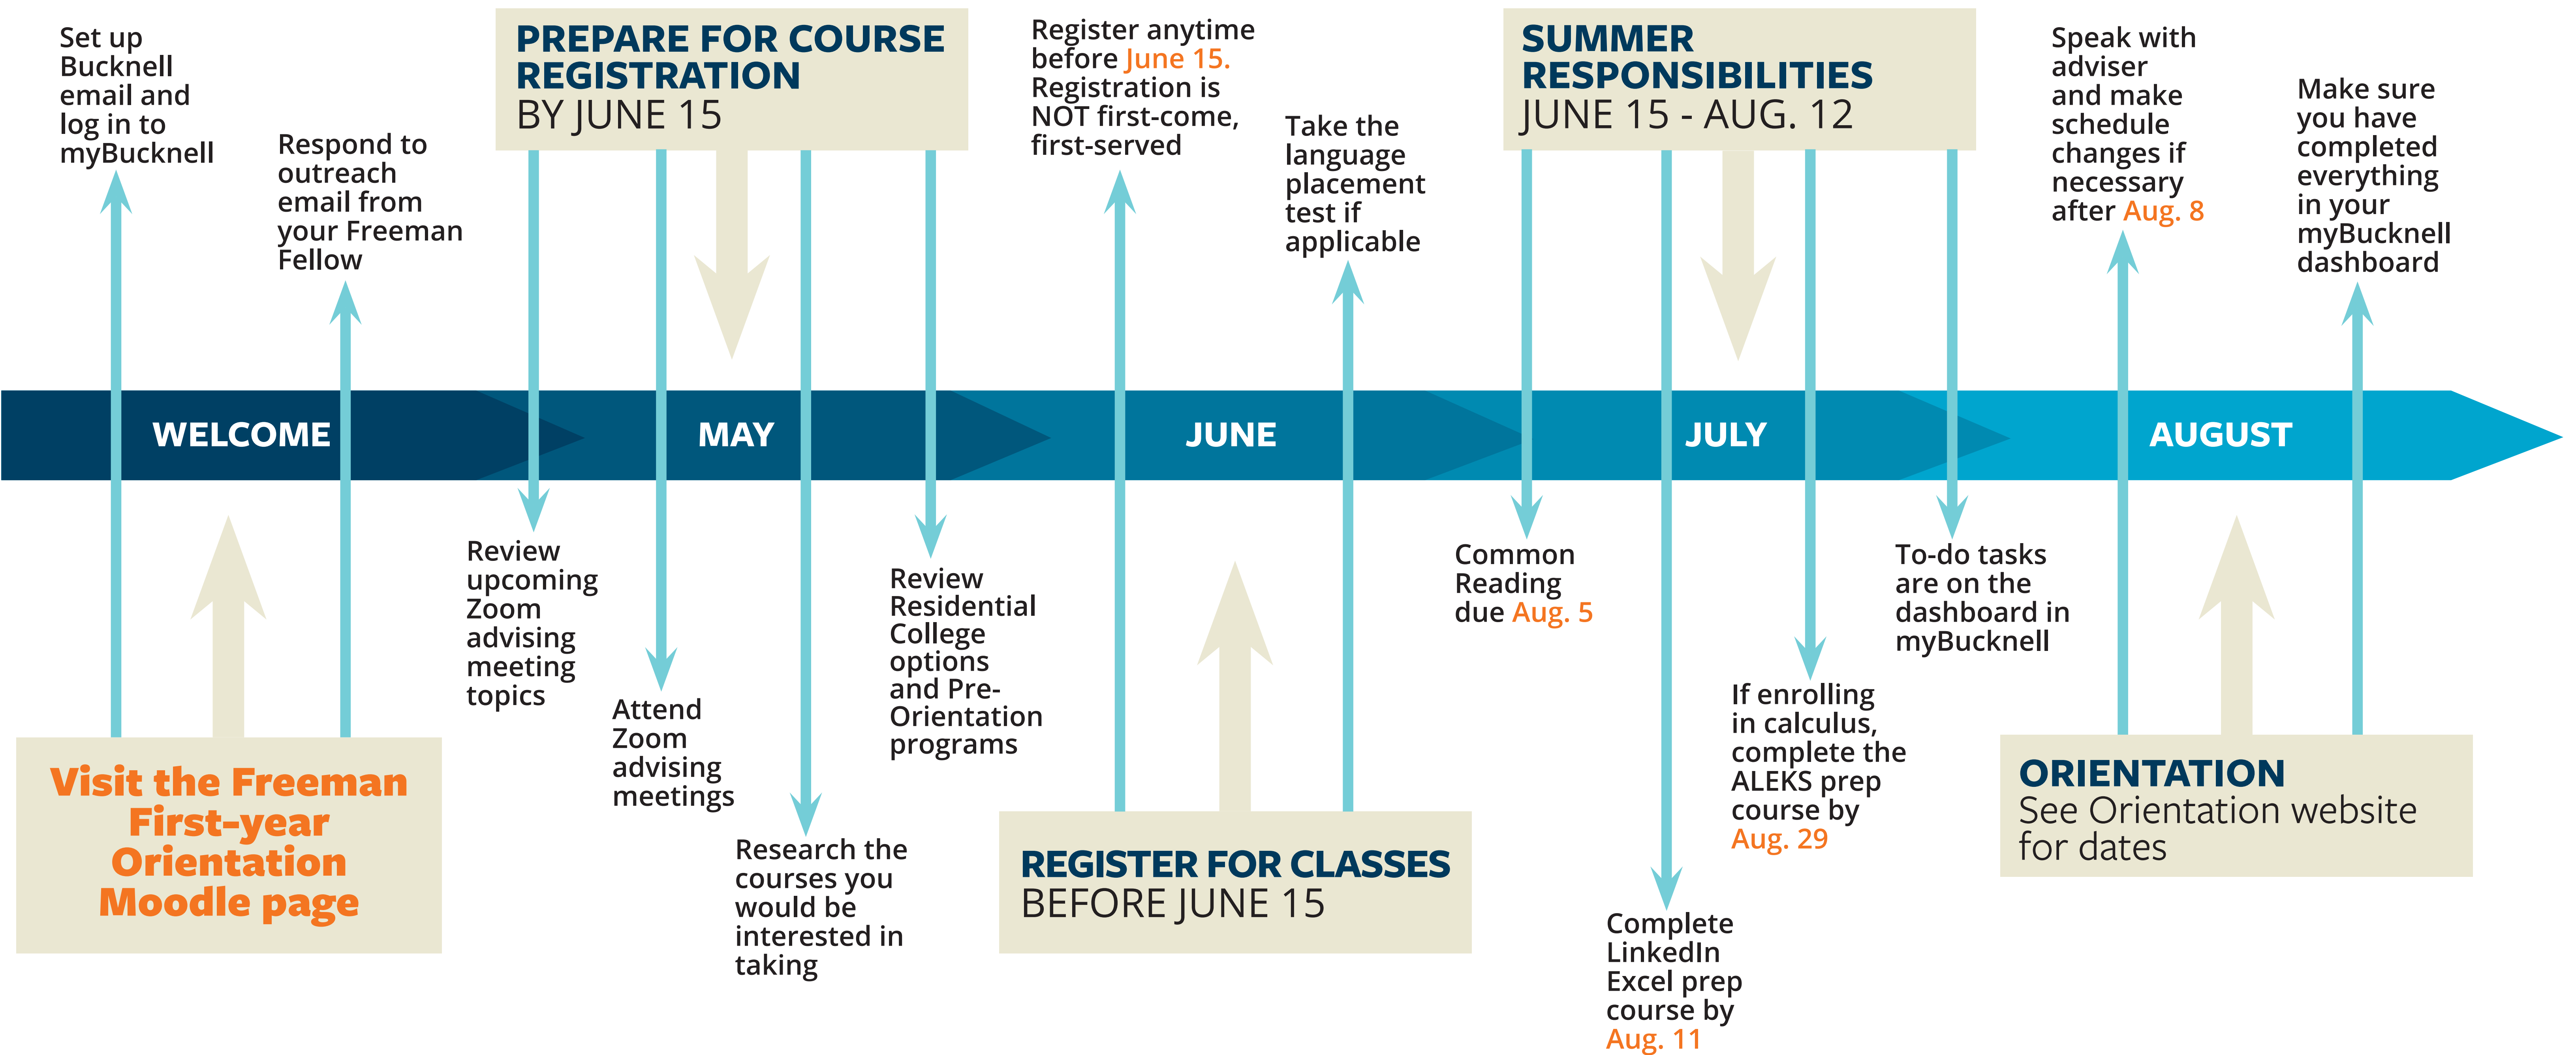 Set up
Bucknell
email and
log in to
myBucknell
Respond to
outreach
email from
your Freeman
Fellow
PREPARE FOR COURSE
REGISTRATION
BY JUNE 15
Register anytime
before June 15.
Registration is
NOT first-come,
first-served
Take the
language
placement
test if
applicable
SUMMER
RESPONSIBILITIES
JUNE 15 - AUG. 12
Speak with
adviser
and make
schedule
changes if
necessary
after Aug. 8
Make sure
you have
completed
everything
in your
myBucknell
dashboard
WELCOME
MAY
JUNE
JULY
AUGUST
Visit the Freeman
First-year
Orientation
Moodle page
Review
upcoming
Zoom
advising
meeting
topics
Attend
Zoom
advising
meetings
Research the
courses you
would be
interested in
taking
Review
Residential
College
options
and Pre-
Orientation
programs
REGISTER FOR CLASSES
BEFORE JUNE 15
Common
Reading
due Aug. 5
Complete
LinkedIn
Excel prep
course by
Aug. 11
If enrolling
in calculus,
complete the
ALEKS prep
course by
Aug. 29
To-do tasks
are on the
dashboard in
myBucknell
ORIENTATION
See Orientation website
for dates